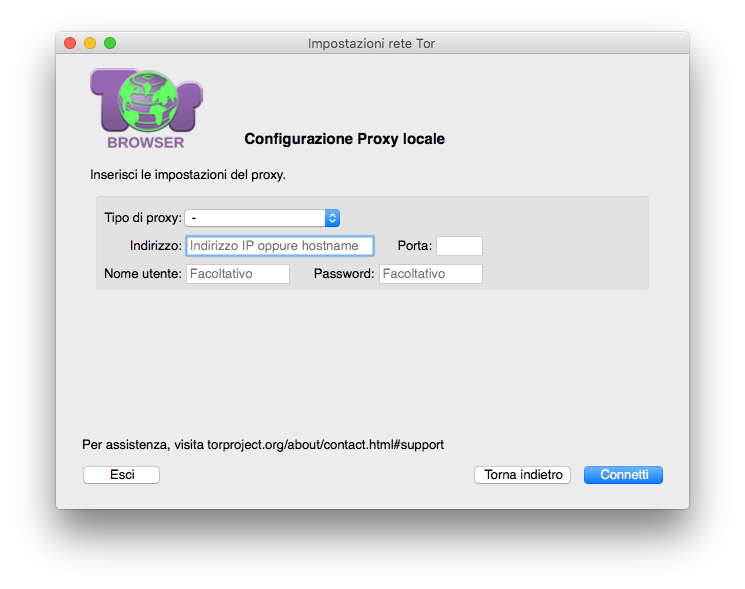 Impostazioni rete Tor
Tor
BROWSER
Configurazione Proxy locale
Inserisci le impostazioni del proxy.
Tipo di proxy: -
Indirizzo: Indirizzo IP oppure hostname Porta:
Nome utente: Facoltativo Password: Facoltativo
Per assistenza, visita torproject.org/about/contact.html#support
Esci Torna indietro Connetti